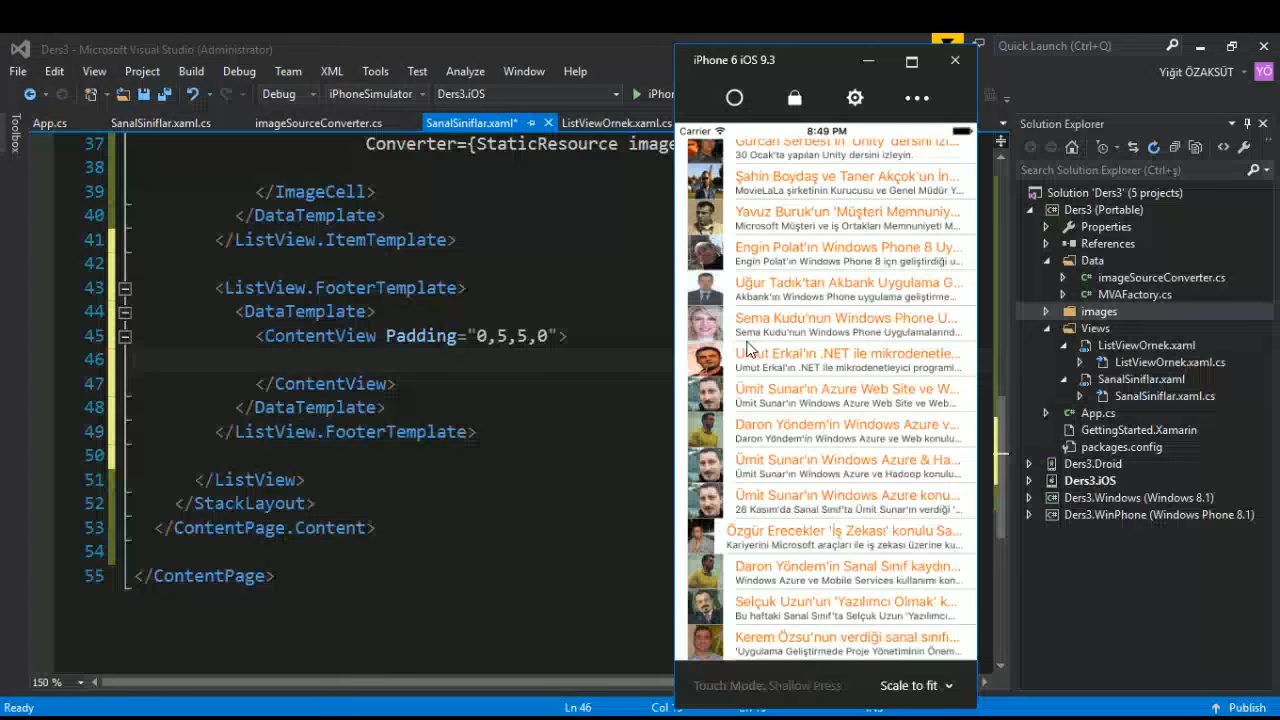 Ders3 - Microsoft Visual Studio (Administrator)
Quick Launch (Ctrl+Q)
File Edit View Project Build Debug Team XML Tools Test Analyze Window Help
Yiğit ÖZAKSÜT YÖ
Debug iPhoneSimulator Ders3.iOS
App.cs SanalSiniflar.xaml.cs imageSourceConverter.cs SanalSiniflar.xaml* ListViewOrnek.xaml.cs
Toolbox
37 Converter={StaticResource
38
39 </ImageCell>
40 </DataTemplate>
41 </ListView.ItemTemplate>
42
43 <ListView.FooterTemplate>
44 <DataTemplate>
45 <ContentView Padding="0,5,5,0">
46
47 </ContentView>
48 </DataTemplate>
49 </ListView.FooterTemplate>
50
51 </ListView>
52 </StackLayout>
53 </ContentPage.Content>
54
55 </ContentPage>
150 %
Ready Ln 46 Publish
iPhone 6 iOS 9.3
Carrier 8:49 PM
Gürcan Serbest'in 'Unity' dersini izl...
30 Ocak'ta yapılan Unity dersini izleyin.
Şahin Boydaş ve Taner Akçok'un İn...
MovieLaLa şirketinin Kurucusu ve Genel Müdür Y...
Yavuz Buruk'un 'Müşteri Memnuniy...
Microsoft Müşteri ve iş Ortakları Memnuniyeti M...
Engin Polat'ın Windows Phone 8 Uy...
Engin Polat'ın Windows Phone 8 içn geliştirdiği u...
Uğur Tadık'tan Akbank Uygulama G...
Akbank'ın Windows Phone uygulama geliştirme...
Sema Kudu'nun Windows Phone U...
Sema Kudu'nun Windows Phone Uygulamalarınd...
Umut Erkal'ın .NET ile mikrodenetle...
Umut Erkal'ın .NET ile mikrodenetleyici programl...
Ümit Sunar'ın Azure Web Site ve W...
Ümit Sunar'ın Windows Azure Web Site ve Web...
Daron Yöndem'in Windows Azure v...
Daron Yöndem'in Windows Azure ve Web konulu...
Ümit Sunar'ın Windows Azure & Ha...
Ümit Sunar'ın Windows Azure ve Hadoop konulu...
Ümit Sunar'ın Windows Azure konu...
26 Kasım'da Sanal Sınıf'ta Ümit Sunar'ın verdiği '...
Özgür Erecekler 'İş Zekası' konulu Sa...
Kariyerini Microsoft araçları ile iş zekası üzerine ku...
Daron Yöndem'in Sanal Sınıf kaydın...
Windows Azure ve Mobile Services kullanımı kon...
Selçuk Uzun'un 'Yazılımcı Olmak' k...
Bu haftaki Sanal Sınıf'ta Selçuk Uzun 'Yazılımcı...
Kerem Özsu'nun verdiği sanal sınıfı...
'Uygulama Geliştirmede Proje Yönetiminin Önem...
Touch Mode: Shallow Press Scale to fit
Solution Explorer
Search Solution Explorer (Ctrl+ş)
Solution 'Ders3' (5 projects)
Ders3 (Portable)
Properties
References
Data
imageSourceConverter.cs
MVAFactory.cs
images
Views
ListViewOrnek.xaml
ListViewOrnek.xaml.cs
SanalSiniflar.xaml
SanalSiniflar.xaml.cs
App.cs
GettingStarted.Xamarin
packages.config
Ders3.Droid
Ders3.iOS
Ders3.Windows (Windows 8.1)
Ders3.WinPhone (Windows Phone 8.1)